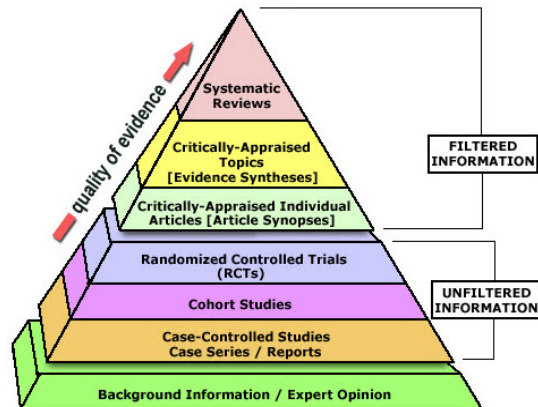 quality of evidence
Systematic
Reviews
Critically-Appraised
Topics
[Evidence Syntheses]
Critically-Appraised Individual
Articles [Article Synopses]
FILTERED
INFORMATION
Randomized Controlled Trials
(RCTs)
Cohort Studies
Case-Controlled Studies
Case Series / Reports
UNFILTERED
INFORMATION
Background Information / Expert Opinion